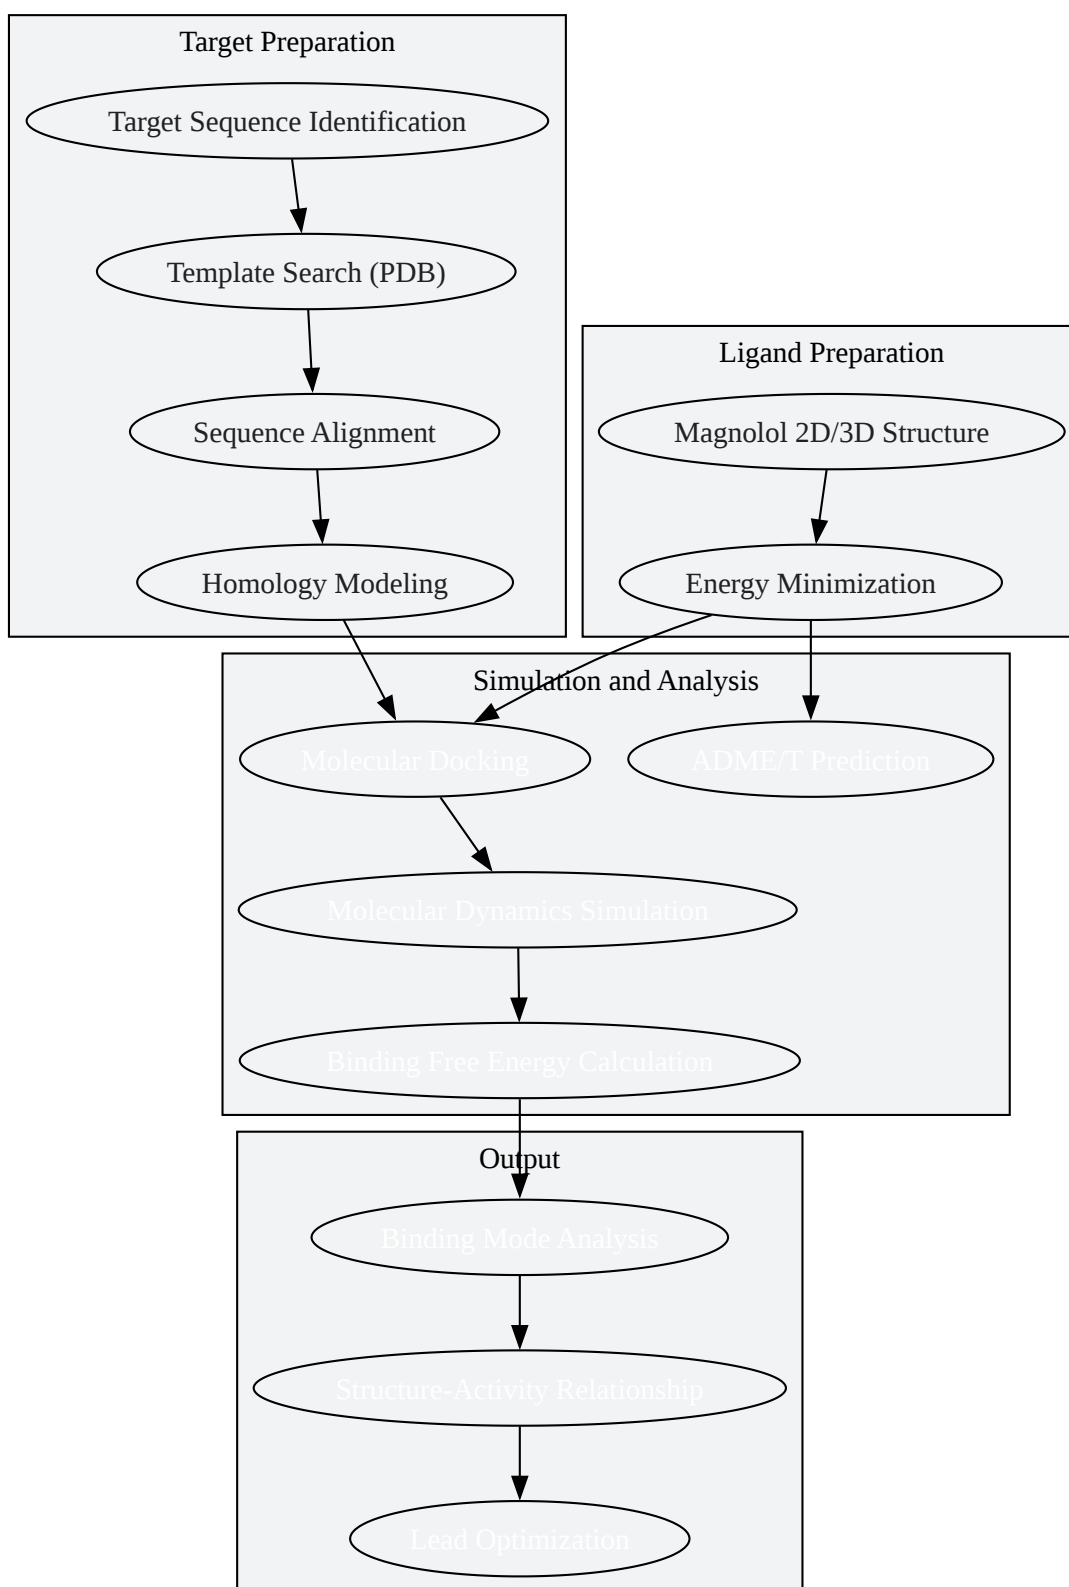 Target Preparation
Target Sequence Identification
Template Search (PDB)
Sequence Alignment
Homology Modeling
Ligand Preparation
Magnolol 2D/3D Structure
Energy Minimization
Simulation and Analysis
Molecular Docking
ADME/T Prediction
Molecular Dynamics Simulation
Binding Free Energy Calculation
Output
Binding Mode Analysis
Structure-Activity Relationship
Lead Optimization